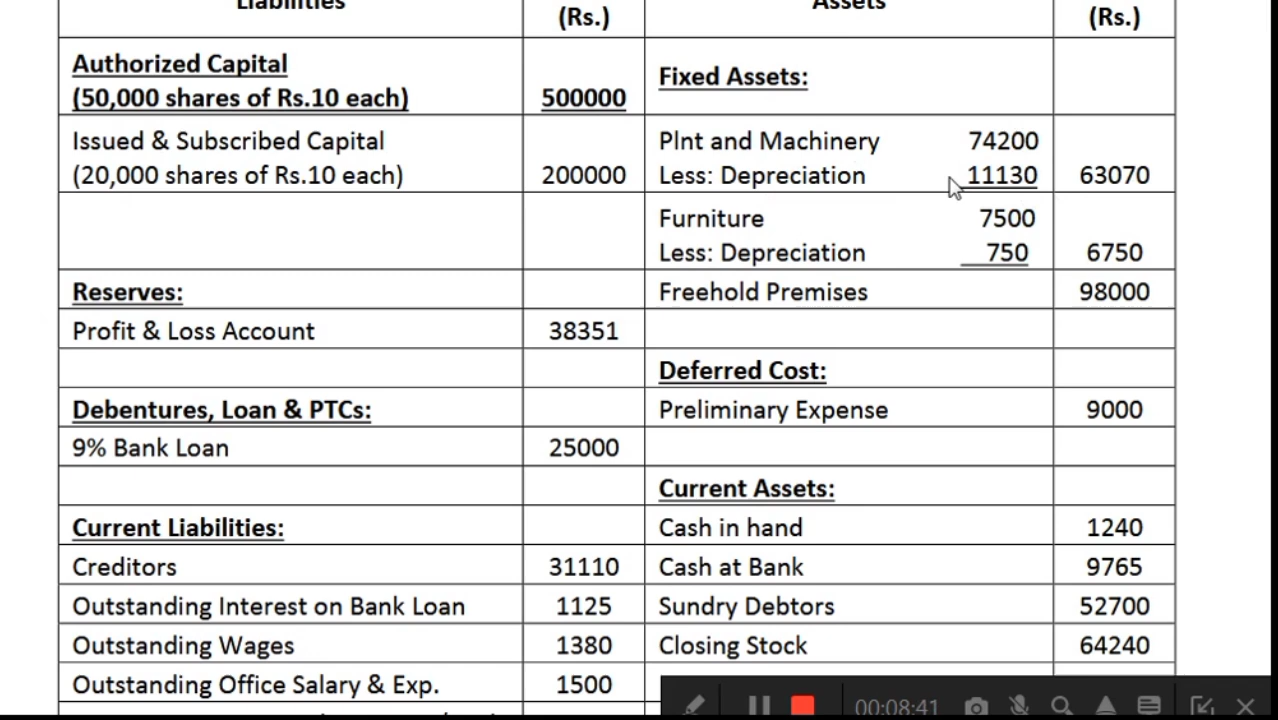 Liabilities (Rs.) Assets (Rs.)
Authorized Capital
(50,000 shares of Rs.10 each) 500000 Fixed Assets:
Issued & Subscribed Capital Plnt and Machinery 74200
(20,000 shares of Rs.10 each) 200000 Less: Depreciation 11130 63070
Furniture 7500
Less: Depreciation 750 6750
Reserves: Freehold Premises 98000
Profit & Loss Account 38351
Deferred Cost:
Debentures, Loan & PTCs: Preliminary Expense 9000
9% Bank Loan 25000
Current Assets:
Current Liabilities: Cash in hand 1240
Creditors 31110 Cash at Bank 9765
Outstanding Interest on Bank Loan 1125 Sundry Debtors 52700
Outstanding Wages 1380 Closing Stock 64240
Outstanding Office Salary & Exp. 1500
00:08:41